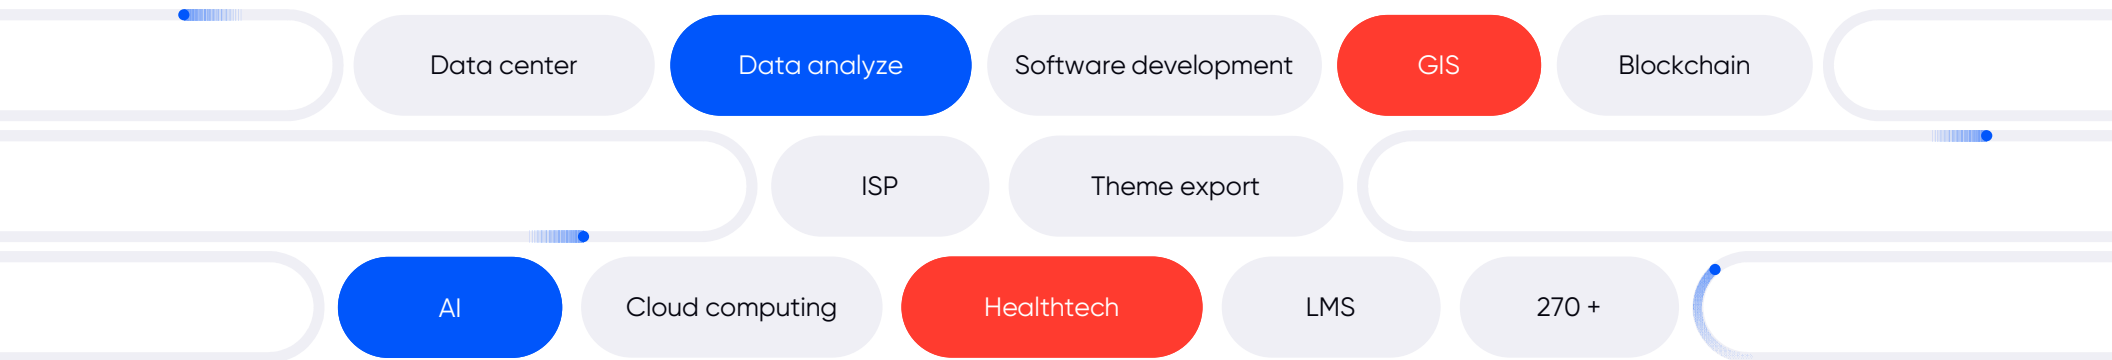 Data center
Data analyze
Software development
GIS
Blockchain
ISP
Theme export
AI
Cloud computing
Healthtech
LMS
270 +